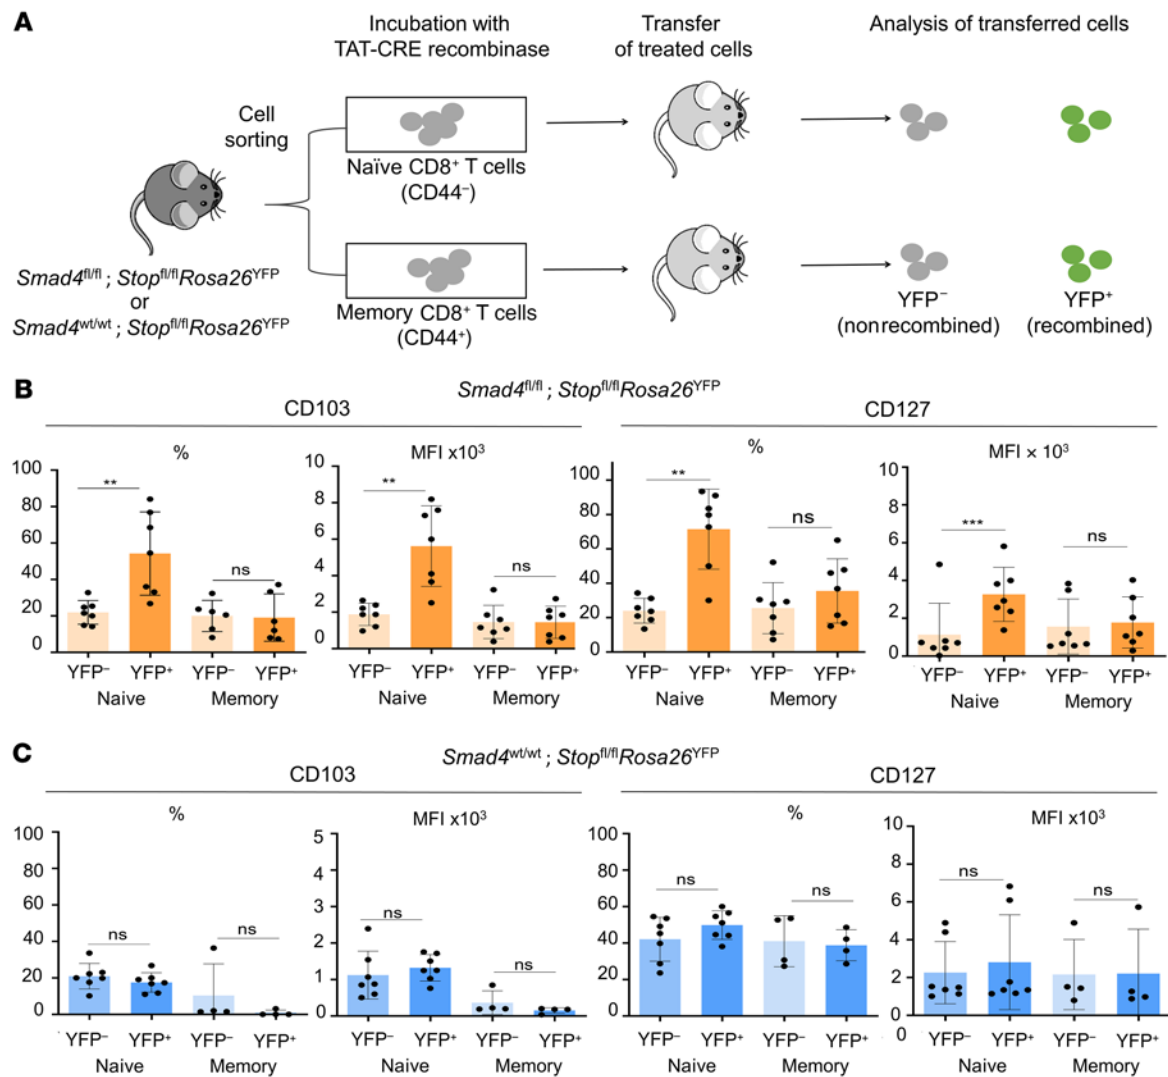 A
Incubation with
TAT-CRE recombinase
Transfer
of treated cells
Analysis of transferred cells
Cell
sorting
Naïve CD8⁺ T cells
(CD44⁻)
Memory CD8⁺ T cells
(CD44⁺)
Smad4fl/fl ; Stopfl/flRosa26YFP
or
Smad4wt/wt ; Stopfl/flRosa26YFP
YFP⁻
(nonrecombined)
YFP⁺
(recombined)
B
Smad4fl/fl ; Stopfl/flRosa26YFP
CD103
CD127
%
100
80
60
40
20
0
**
ns
YFP⁻ YFP⁺ YFP⁻ YFP⁺
Naive Memory
MFI x10³
10
8
6
4
2
0
**
ns
YFP⁻ YFP⁺ YFP⁻ YFP⁺
Naive Memory
%
100
80
60
40
20
0
**
ns
YFP⁻ YFP⁺ YFP⁻ YFP⁺
Naive Memory
MFI × 10³
10
8
6
4
2
0
***
ns
YFP⁻ YFP⁺ YFP⁻ YFP⁺
Naive Memory
C
Smad4wt/wt ; Stopfl/flRosa26YFP
CD103
CD127
%
100
80
60
40
20
0
ns
ns
YFP⁻ YFP⁺ YFP⁻ YFP⁺
Naive Memory
MFI x10³
5
4
3
2
1
0
ns
ns
YFP⁻ YFP⁺ YFP⁻ YFP⁺
Naive Memory
%
100
80
60
40
20
0
ns
ns
YFP⁻ YFP⁺ YFP⁻ YFP⁺
Naive Memory
MFI x10³
10
8
6
4
2
0
ns
ns
YFP⁻ YFP⁺ YFP⁻ YFP⁺
Naive Memory